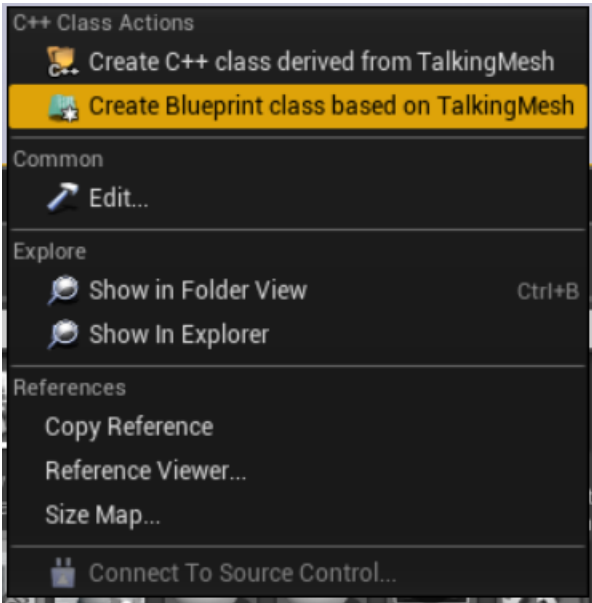 C++ Class Actions
Create C++ class derived from TalkingMesh
Create Blueprint class based on TalkingMesh
Common
Edit...
Explore
Show in Folder View Ctrl+B
Show In Explorer
References
Copy Reference
Reference Viewer...
Size Map...
Connect To Source Control...